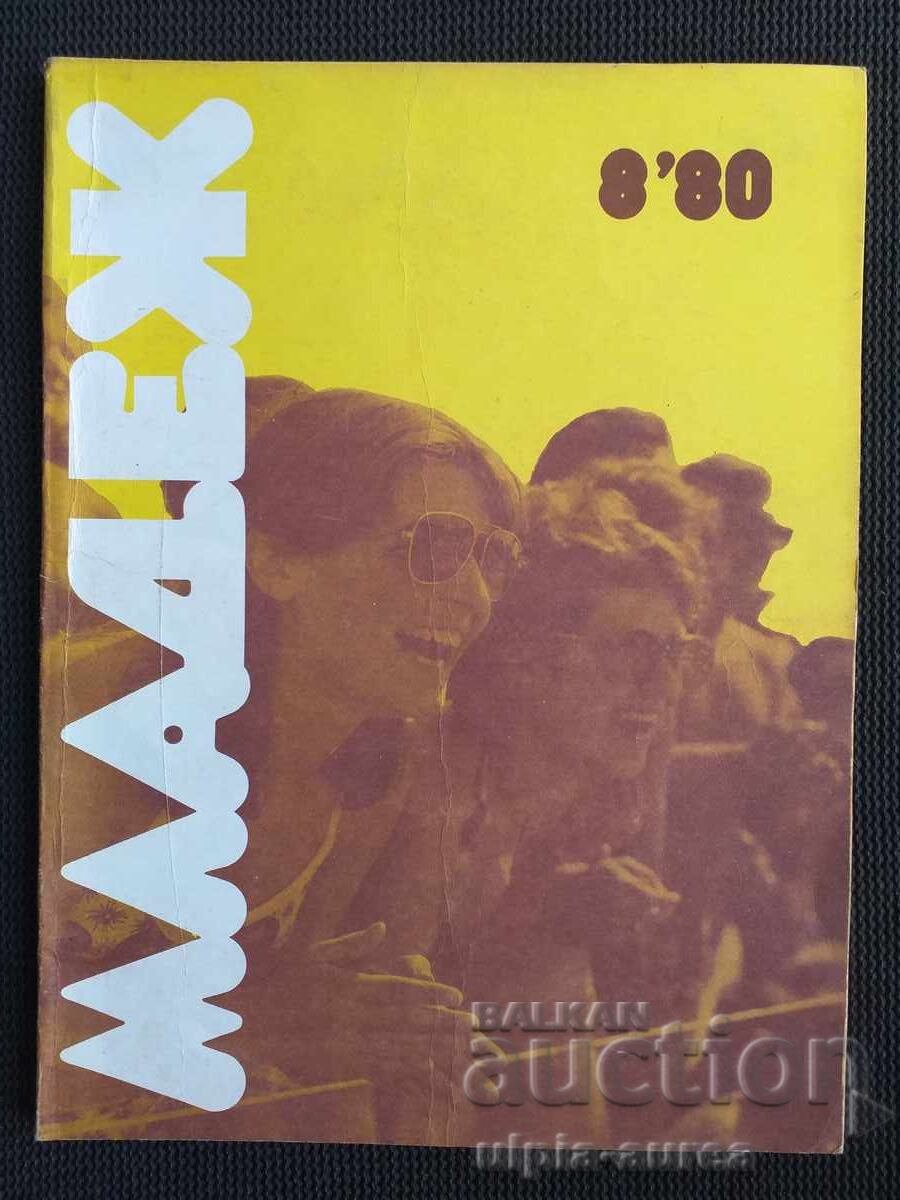 МЛАДЕЖ
8'80
BALKAN
auction
ulpia-aurea